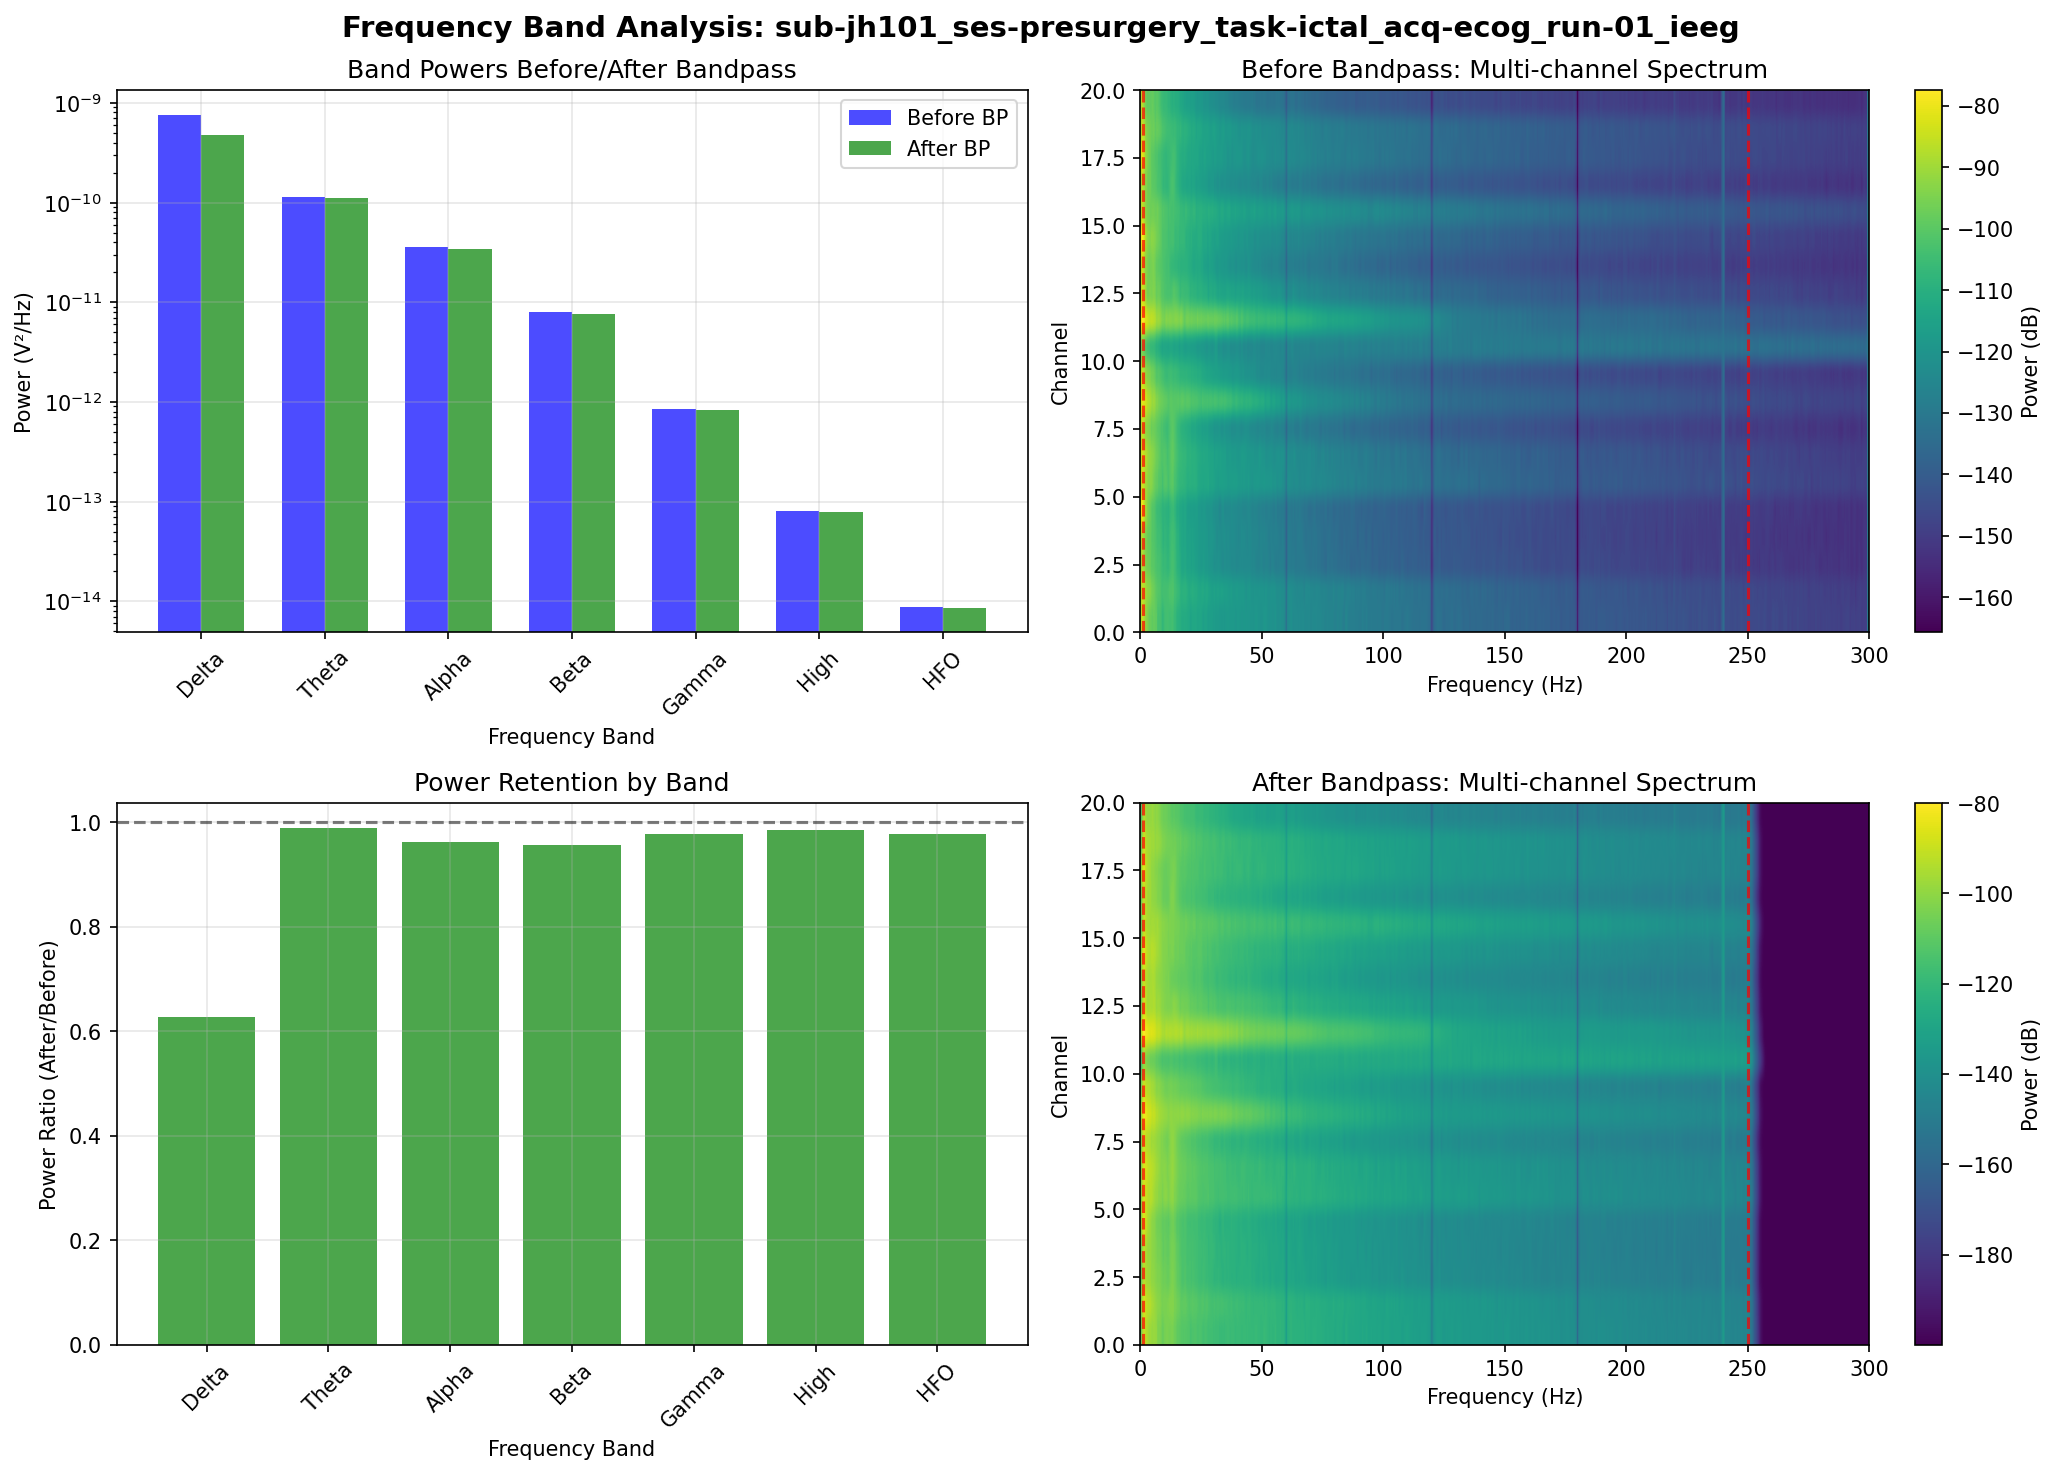 Frequency Band Analysis: sub-jh101_ses-presurgery_task-ictal_acq-ecog_run-01_ieeg
Band Powers Before/After Bandpass
Power (V²/Hz)
10⁻⁹
10⁻¹⁰
10⁻¹¹
10⁻¹²
10⁻¹³
10⁻¹⁴
Before BP
After BP
Delta
Theta
Alpha
Beta
Gamma
High
HFO
Frequency Band
Before Bandpass: Multi-channel Spectrum
Channel
20.0
17.5
15.0
12.5
10.0
7.5
5.0
2.5
0.0
0 50 100 150 200 250 300
Frequency (Hz)
−80
−90
−100
−110
−120
−130
−140
−150
−160
Power (dB)
Power Retention by Band
Power Ratio (After/Before)
1.0
0.8
0.6
0.4
0.2
0.0
Delta
Theta
Alpha
Beta
Gamma
High
HFO
Frequency Band
After Bandpass: Multi-channel Spectrum
Channel
20.0
17.5
15.0
12.5
10.0
7.5
5.0
2.5
0.0
0 50 100 150 200 250 300
Frequency (Hz)
−80
−100
−120
−140
−160
−180
Power (dB)